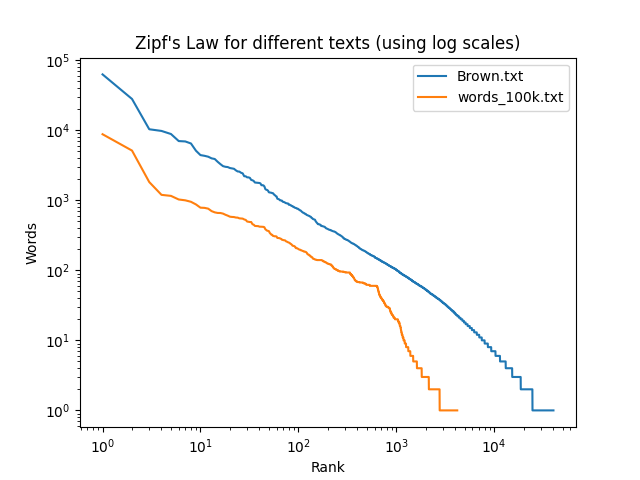 Zipf's Law for different texts (using log scales)
Brown.txt
words_100k.txt
10^5
10^4
10^3
10^2
10^1
10^0
Words
10^0 10^1 10^2 10^3 10^4
Rank